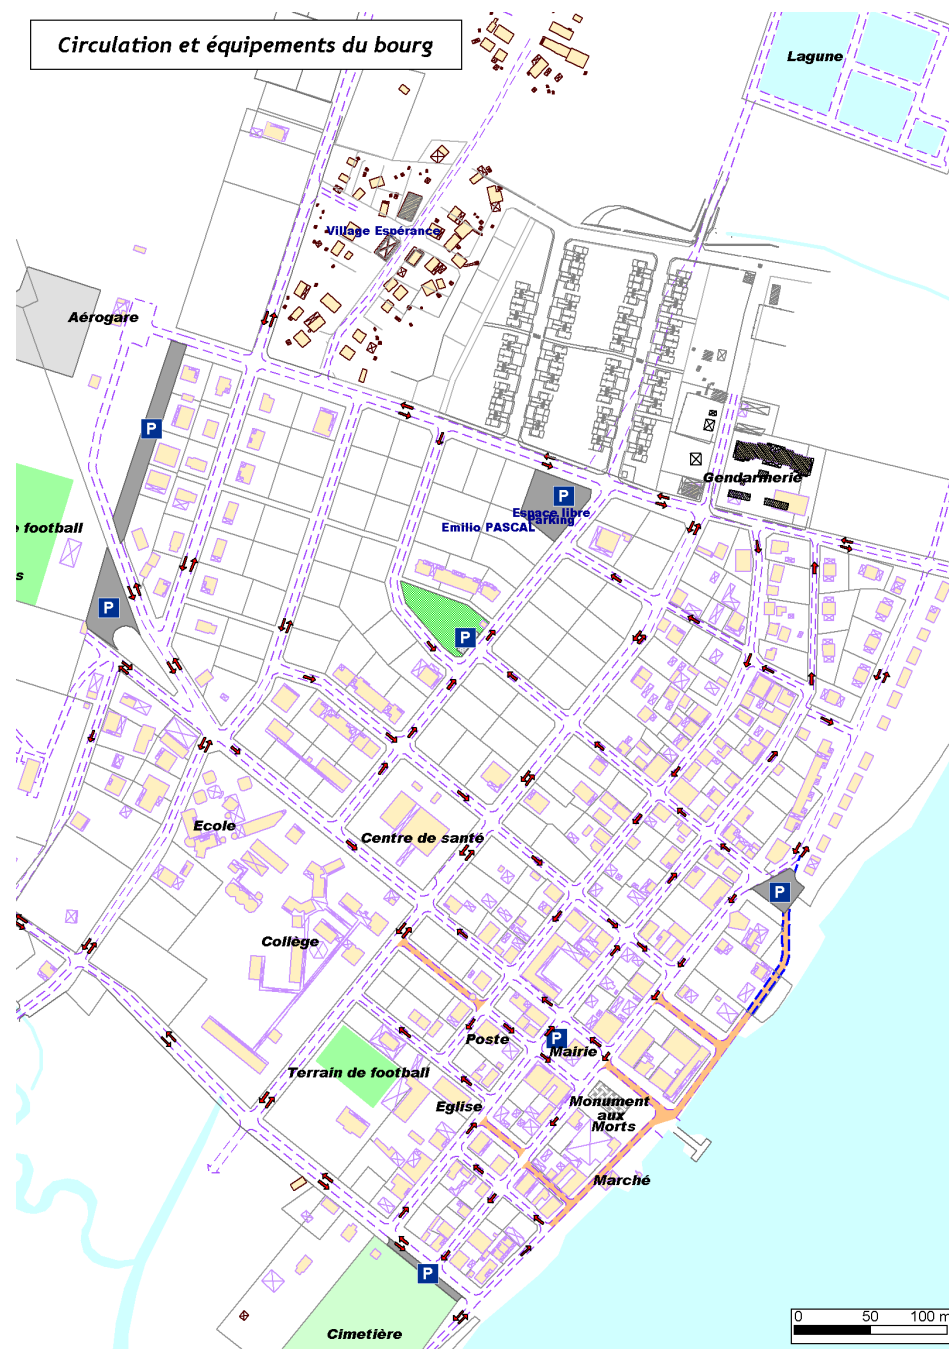 Circulation et équipements du bourg
Lagune
Village Espérance
Aérogare
P
Gendarmerie
P
Espace libre
Parking
Emilio PASCAL
e football
s
P
P
Ecole
Centre de santé
P
Collège
Poste
P
Mairie
Terrain de football
Eglise
Monument
aux
Morts
Marché
P
Cimetière
0 50 100 m